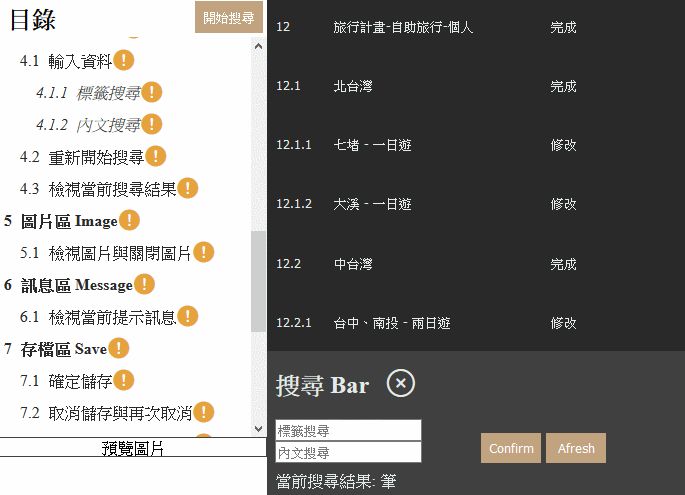 目錄
開始搜尋
4.1 輸入資料
4.1.1 標籤搜尋
4.1.2 內文搜尋
4.2 重新開始搜尋
4.3 檢視當前搜尋結果
5 圖片區 Image
5.1 檢視圖片與關閉圖片
6 訊息區 Message
6.1 檢視當前提示訊息
7 存檔區 Save
7.1 確定儲存
7.2 取消儲存與再次取消
預覽圖片
12 旅行計畫-自助旅行-個人 完成
12.1 北台灣 完成
12.1.1 七堵 - 一日遊 修改
12.1.2 大溪 - 一日遊 修改
12.2 中台灣 完成
12.2.1 台中、南投 - 兩日遊 修改
搜尋 Bar
標籤搜尋
內文搜尋
Confirm Afresh
當前搜尋結果: 筆